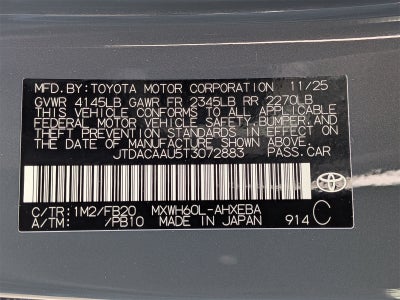 MFD. BY:TOYOTA MOTOR CORPORATION 11/25
GVWR 4145LB GAWR FR 2345LB RR 2270LB
THIS VEHICLE CONFORMS TO ALL APPLICABLE
FEDERAL MOTOR VEHICLE SAFETY,BUMPER,AND
THEFT PREVENTION STANDARDS IN EFFECT ON
THE DATE OF MANUFACTURE SHOWN ABOVE.
JTDACAAU5T3072883 PASS.CAR
TOYOTA
C/TR:1M2/FB20 MXWH60L-AHXEBA
A/TM: /PB10 MADE IN JAPAN 914 C